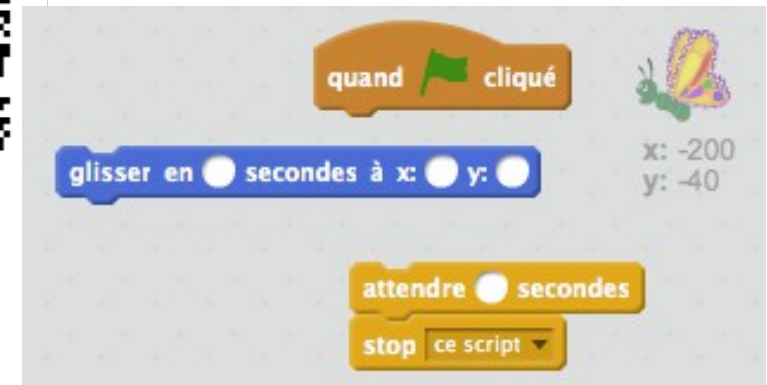 quand cliqué
glisser en secondes à x: y:
x: -200
y: -40
attendre secondes
stop ce script